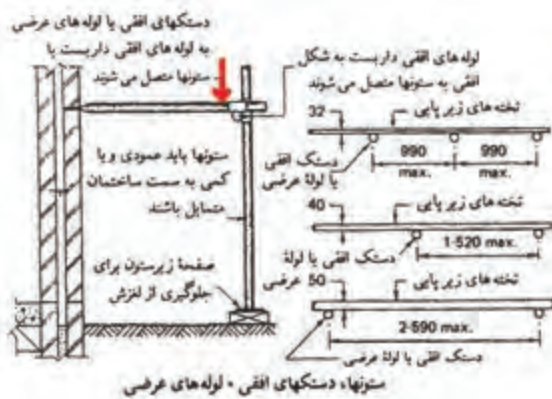 دستکهای افقی یا لوله های عرضی
به لوله های افقی داربست یا
ستونها متصل می شوند
لوله های افقی داربست به شکل
افقی به ستونها متصل می شوند
ستونها باید عمودی و یا
کمی به سمت ساختمان
متمایل باشند
صفحهٔ زیرستون برای
جلوگیری از لغزش
32
تخته های زیر پایی
990
max.
990
max.
دستک افقی
یا لولهٔ عرضی
40
تخته های زیر پایی
1·520 max.
دستک افقی یا لولهٔ
عرضی
50
تخته های زیر پایی
2·590 max.
دستک افقی یا لولهٔ عرضی
ستونها، دستکهای افقی - لوله های عرضی